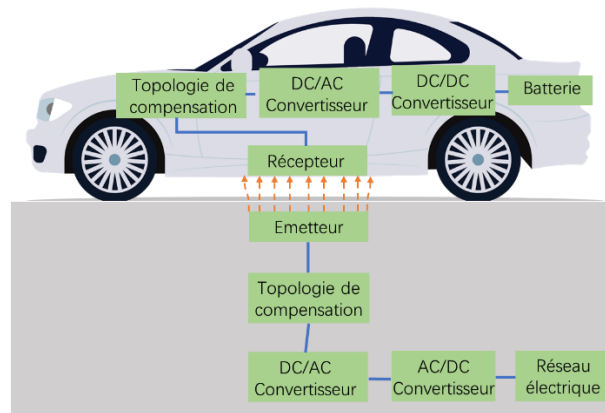 Topologie de
compensation
DC/AC
Convertisseur
DC/DC
Convertisseur
Batterie
Récepteur
Emetteur
Topologie de
compensation
DC/AC
Convertisseur
AC/DC
Convertisseur
Réseau
électrique